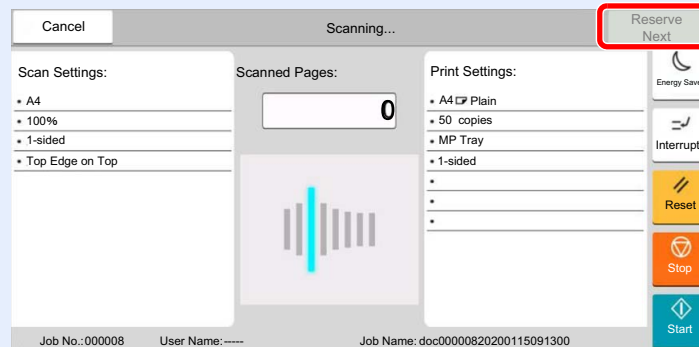 Cancel
Scanning...
Reserve
Next
Scan Settings:
• A4
• 100%
• 1-sided
• Top Edge on Top
Scanned Pages:
0
Print Settings:
• A4 Plain
• 50 copies
• MP Tray
• 1-sided
•
•
•
Energy Save
Interrupt
Reset
Stop
Start
Job No.:000008 User Name:----- Job Name: doc00000820200115091300